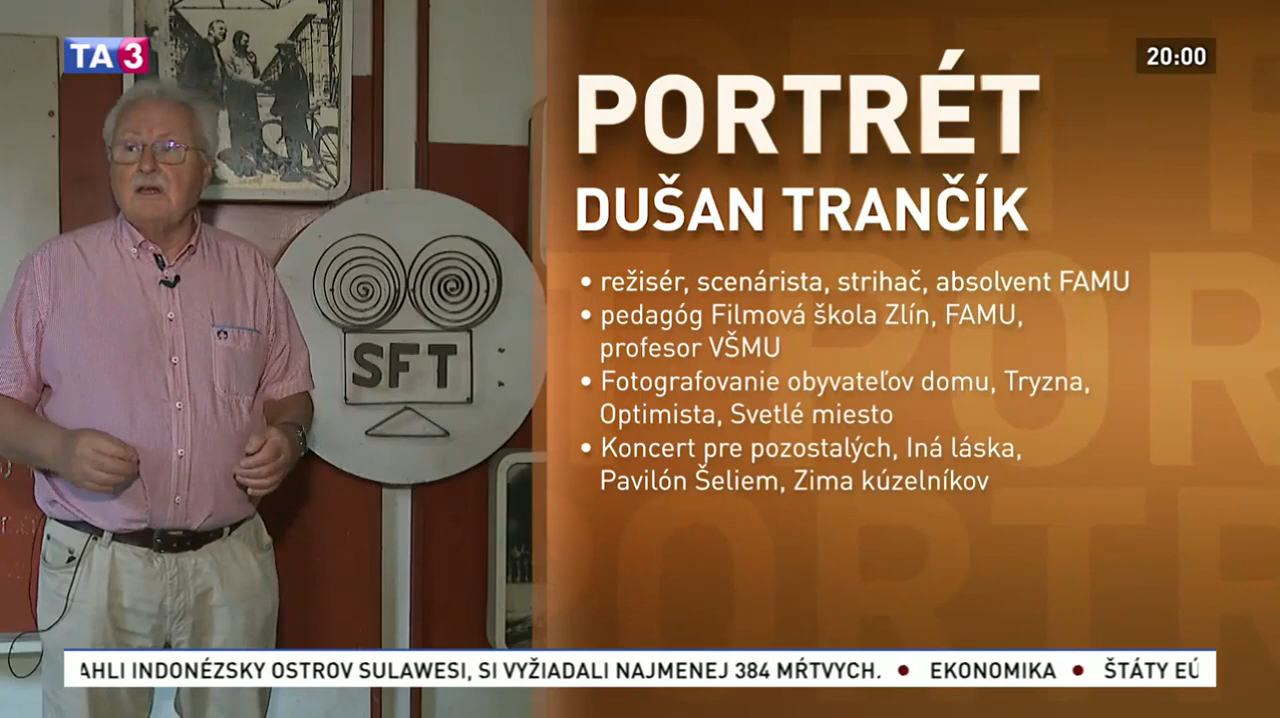 TA3
20:00
PORTRÉT
DUŠAN TRANČÍK
• režisér, scenárista, strihač, absolvent FAMU
• pedagóg Filmová škola Zlín, FAMU,
profesor VŠMU
• Fotografovanie obyvateľov domu, Tryzna,
Optimista, Svetlé miesto
• Koncert pre pozostalých, Iná láska,
Pavilón Šeliem, Zima kúzelníkov
SFT
AHLI INDONÉZSKY OSTROV SULAWESI, SI VYŽIADALI NAJMENEJ 384 MŔTVYCH. • EKONOMIKA • ŠTÁTY EÚ